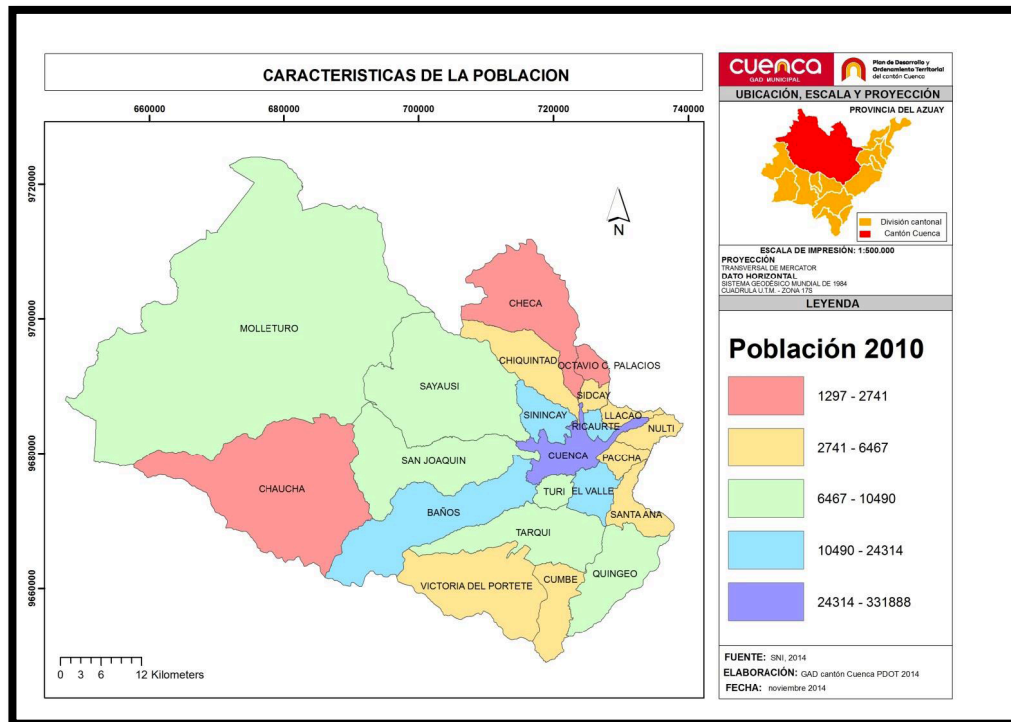 CARACTERISTICAS DE LA POBLACION
660000
680000
700000
720000
740000
9720000
9700000
9680000
9660000
N
CHECA
MOLLETURO
CHIQUINTAD
OCTAVIO C. PALACIOS
SAYAUSI
SIDCAY
SININCAY
LLACAO
RICAURTE
NULTI
CUENCA
PACCHA
SAN JOAQUIN
CHAUCHA
TURI
EL VALLE
BAÑOS
SANTA ANA
TARQUI
QUINGEO
VICTORIA DEL PORTETE
CUMBE
0 3 6 12 Kilometers
cuenca
GAD MUNICIPAL
Plan de Desarrollo y
Ordenamiento Territorial
del cantón Cuenca
UBICACIÓN, ESCALA Y PROYECCIÓN
PROVINCIA DEL AZUAY
División cantonal
Cantón Cuenca
ESCALA DE IMPRESIÓN: 1:500.000
PROYECCIÓN
TRANSVERSAL DE MERCATOR
DATO HORIZONTAL
SISTEMA GEODÉSICO MUNDIAL DE 1984
CUADRULA U.T.M. - ZONA 17S
LEYENDA
Población 2010
1297 - 2741
2741 - 6467
6467 - 10490
10490 - 24314
24314 - 331888
FUENTE: SNI, 2014
ELABORACIÓN: GAD cantón Cuenca PDOT 2014
FECHA: noviembre 2014